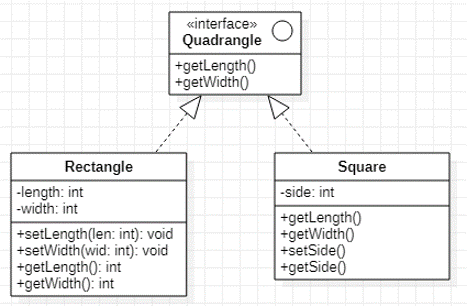 «interface»
Quadrangle
+getLength()
+getWidth()
Rectangle
-length: int
-width: int
+setLength(len: int): void
+setWidth(wid: int): void
+getLength(): int
+getWidth(): int
Square
-side: int
+getLength()
+getWidth()
+setSide()
+getSide()